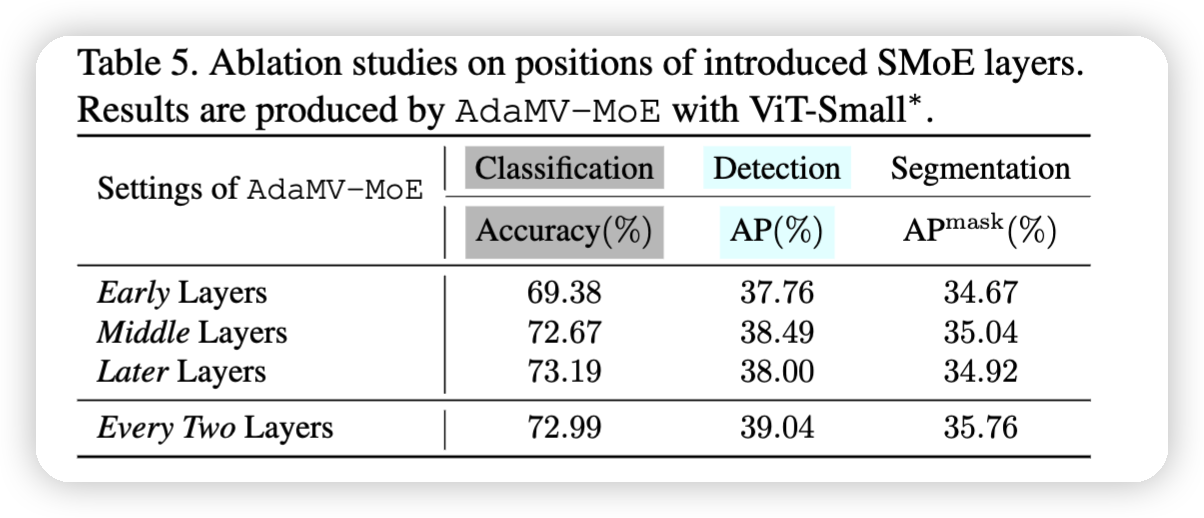 Table 5. Ablation studies on positions of introduced SMoE layers.
Results are produced by AdaMV-MoE with ViT-Small*.
Settings of AdaMV-MoE Classification Detection Segmentation
Accuracy(%) AP(%) APmask(%)
Early Layers 69.38 37.76 34.67
Middle Layers 72.67 38.49 35.04
Later Layers 73.19 38.00 34.92
Every Two Layers 72.99 39.04 35.76